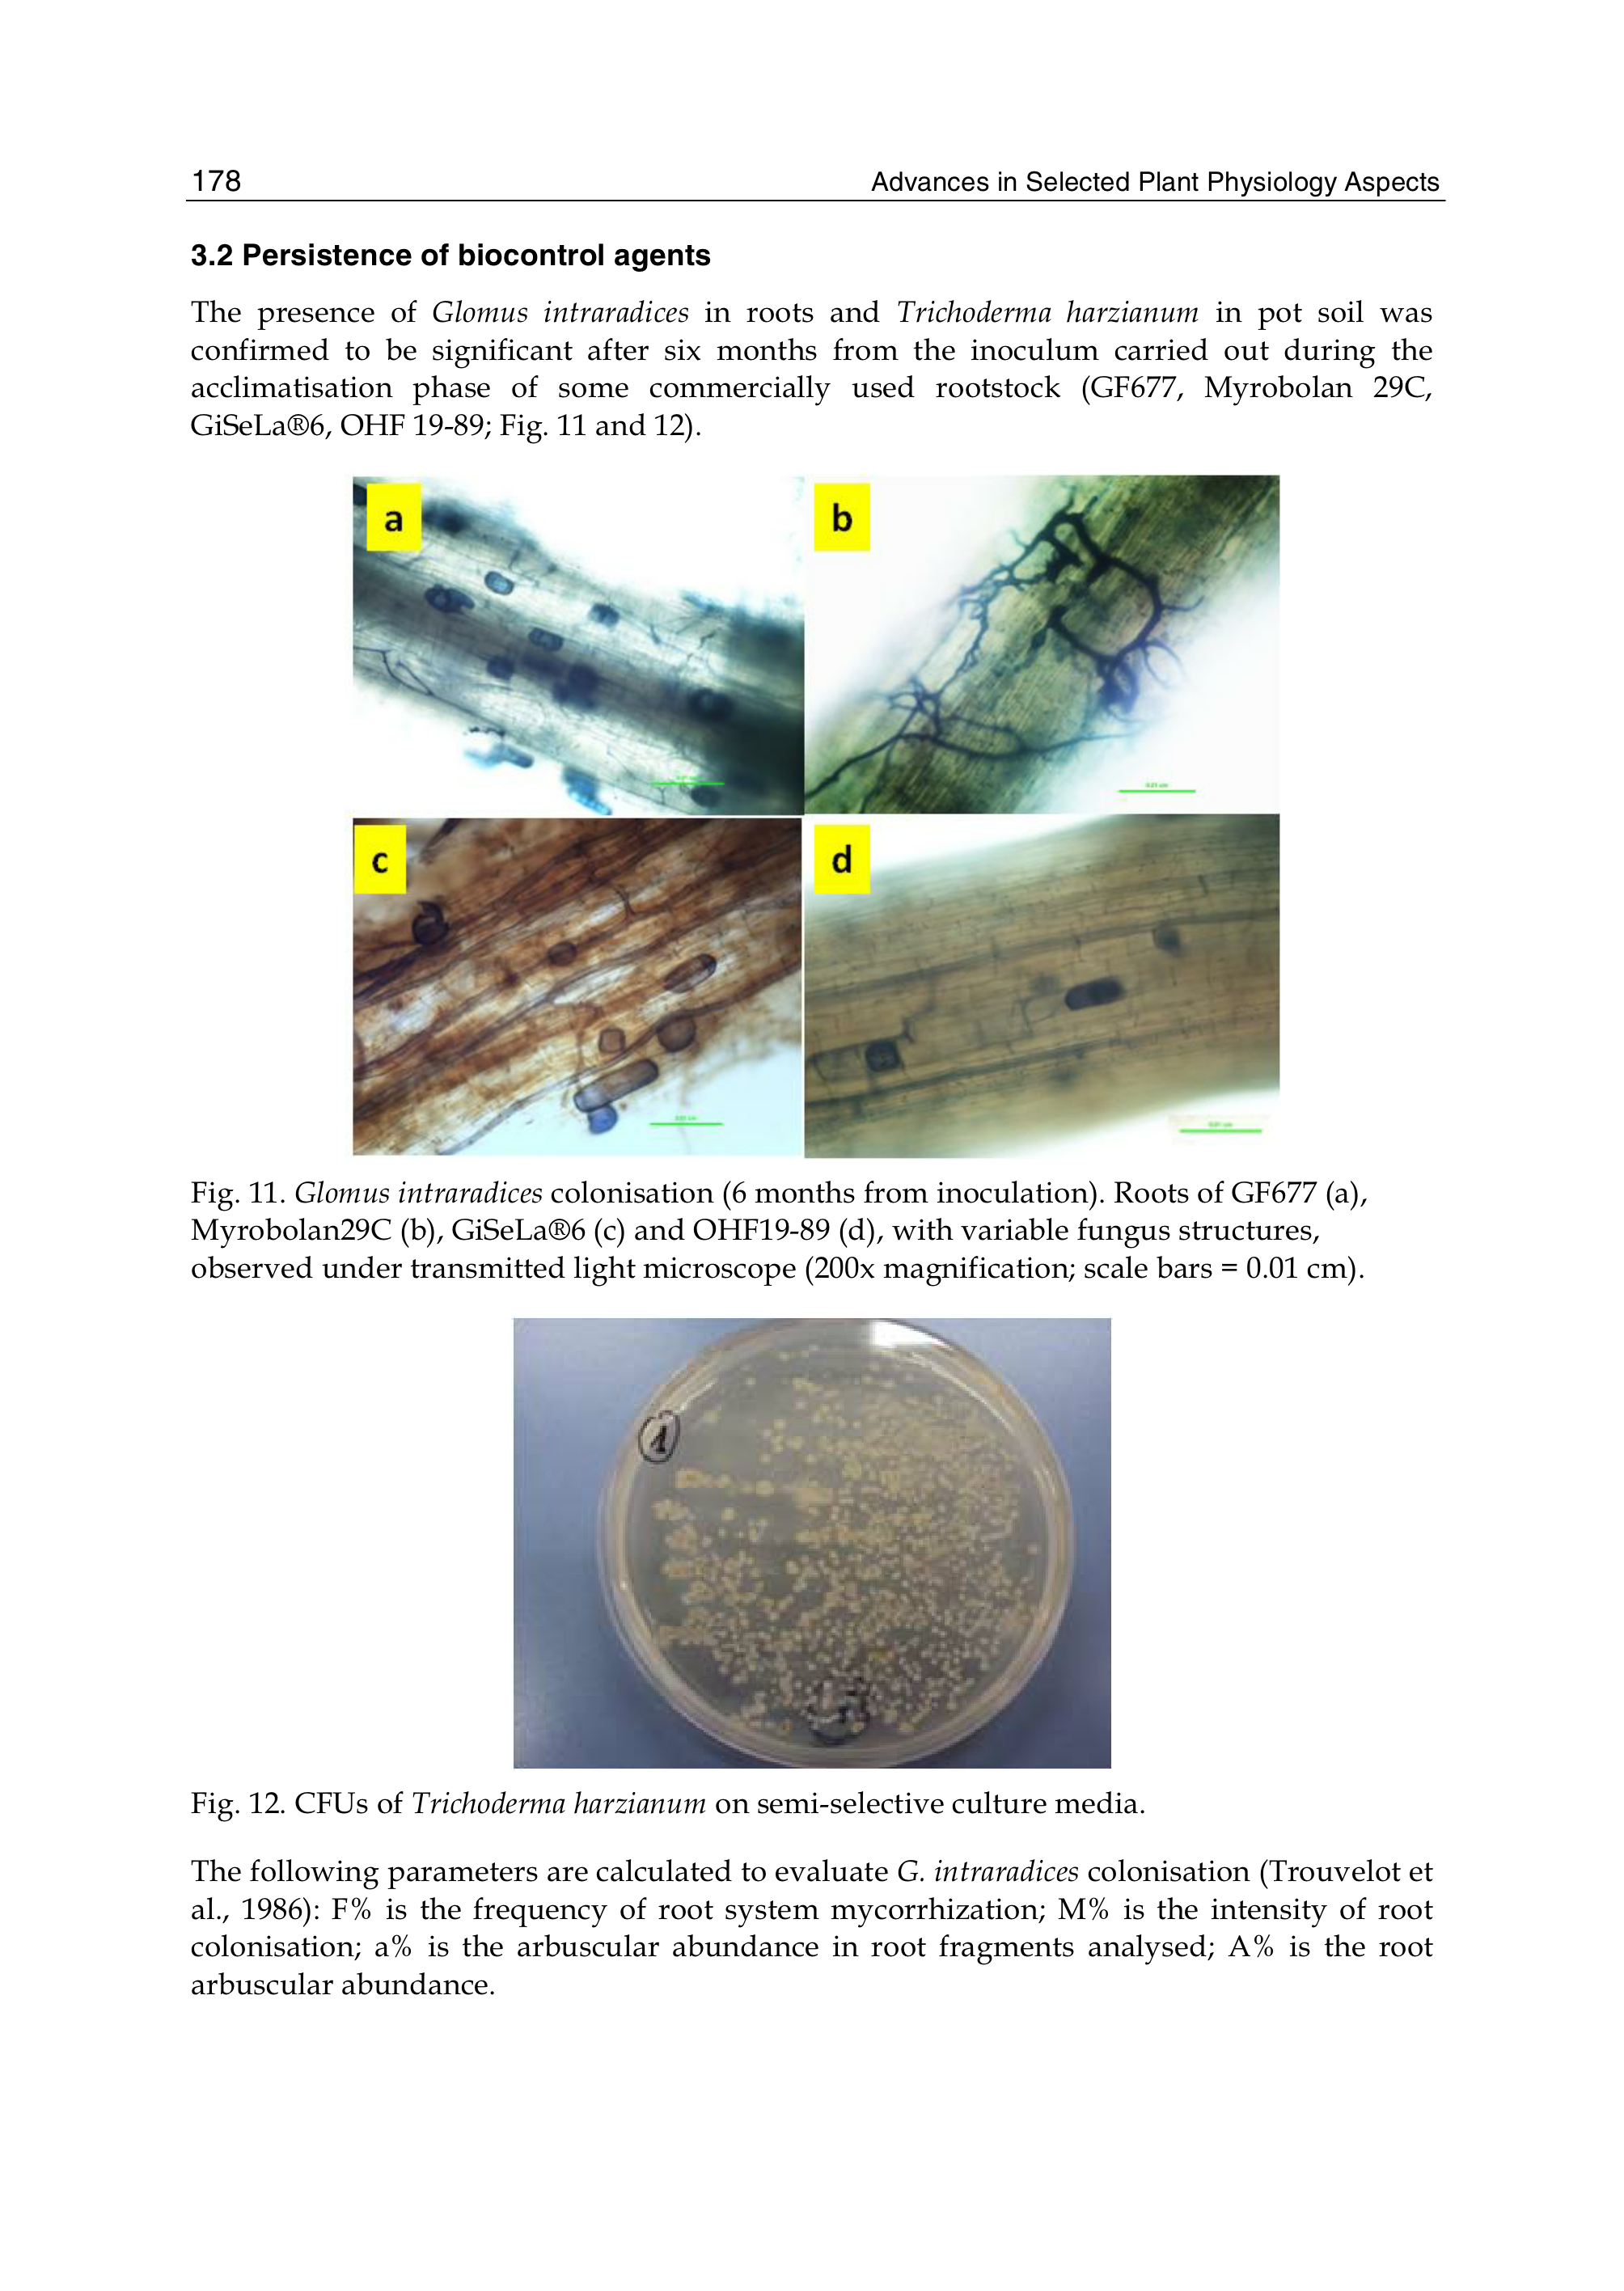 178
Advances in Selected Plant Physiology Aspects
3.2 Persistence of biocontrol agents
The presence of Glomus intraradices in roots and Trichoderma harzianum in pot soil was
confirmed to be significant after six months from the inoculum carried out during the
acclimatisation phase of some commercially used rootstock (GF677, Myrobolan 29C,
GiSeLa®6, OHF 19-89; Fig. 11 and 12).
a
b
c
d
Fig. 11. Glomus intraradices colonisation (6 months from inoculation). Roots of GF677 (a),
Myrobolan29C (b), GiSeLa®6 (c) and OHF19-89 (d), with variable fungus structures,
observed under transmitted light microscope (200x magnification; scale bars = 0.01 cm).
1
Fig. 12. CFUs of Trichoderma harzianum on semi-selective culture media.
The following parameters are calculated to evaluate G. intraradices colonisation (Trouvelot et
al., 1986): F% is the frequency of root system mycorrhization; M% is the intensity of root
colonisation; a% is the arbuscular abundance in root fragments analysed; A% is the root
arbuscular abundance.